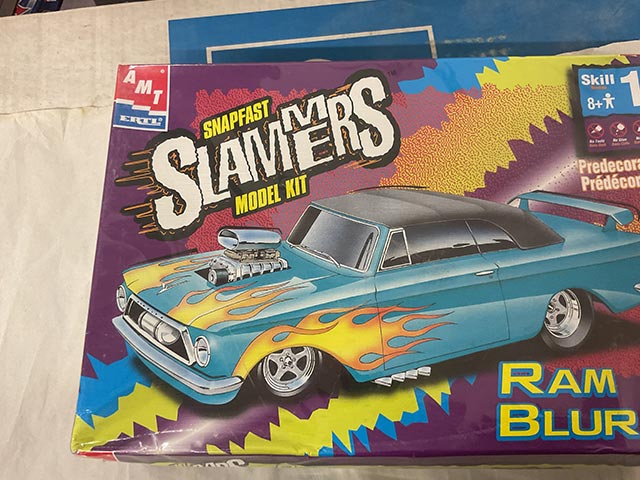 AMT
ERTL
SNAPFAST
SLAMMERS
MODEL KIT
Skill
1
8+
Predecora
Prédécor
RAM
BLUR